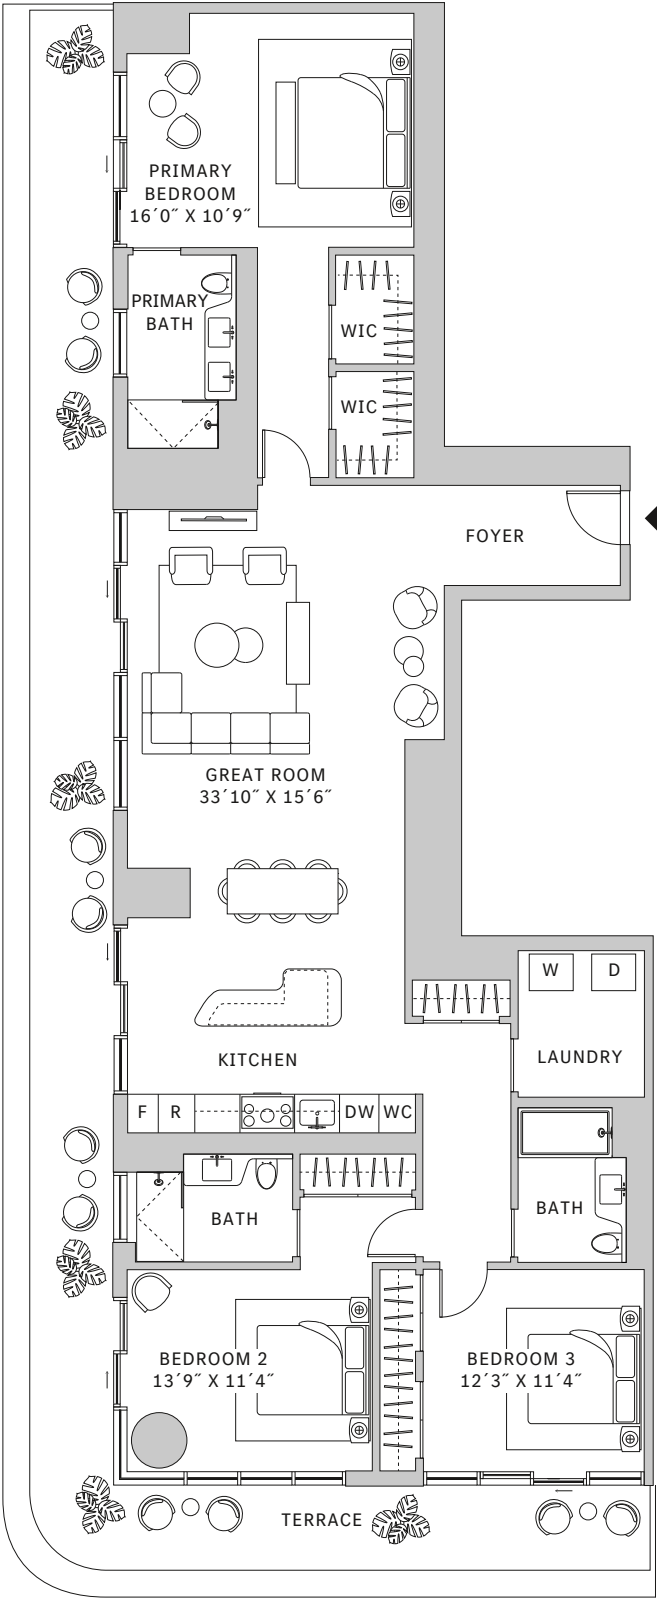 PRIMARY
BEDROOM
16´0˝ X 10´9˝
PRIMARY
BATH
WIC
WIC
FOYER
GREAT ROOM
33´10˝ X 15´6˝
W D
LAUNDRY
KITCHEN
F R DW WC
BATH
BATH
BEDROOM 2
13´9˝ X 11´4˝
BEDROOM 3
12´3˝ X 11´4˝
TERRACE